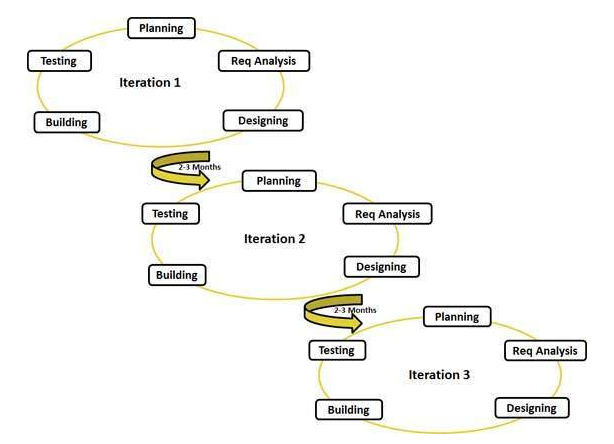 Planning
Testing
Req Analysis
Iteration 1
Building
Designing
2-3 Months
Planning
Testing
Req Analysis
Iteration 2
Building
Designing
2-3 Months
Planning
Testing
Req Analysis
Iteration 3
Building
Designing